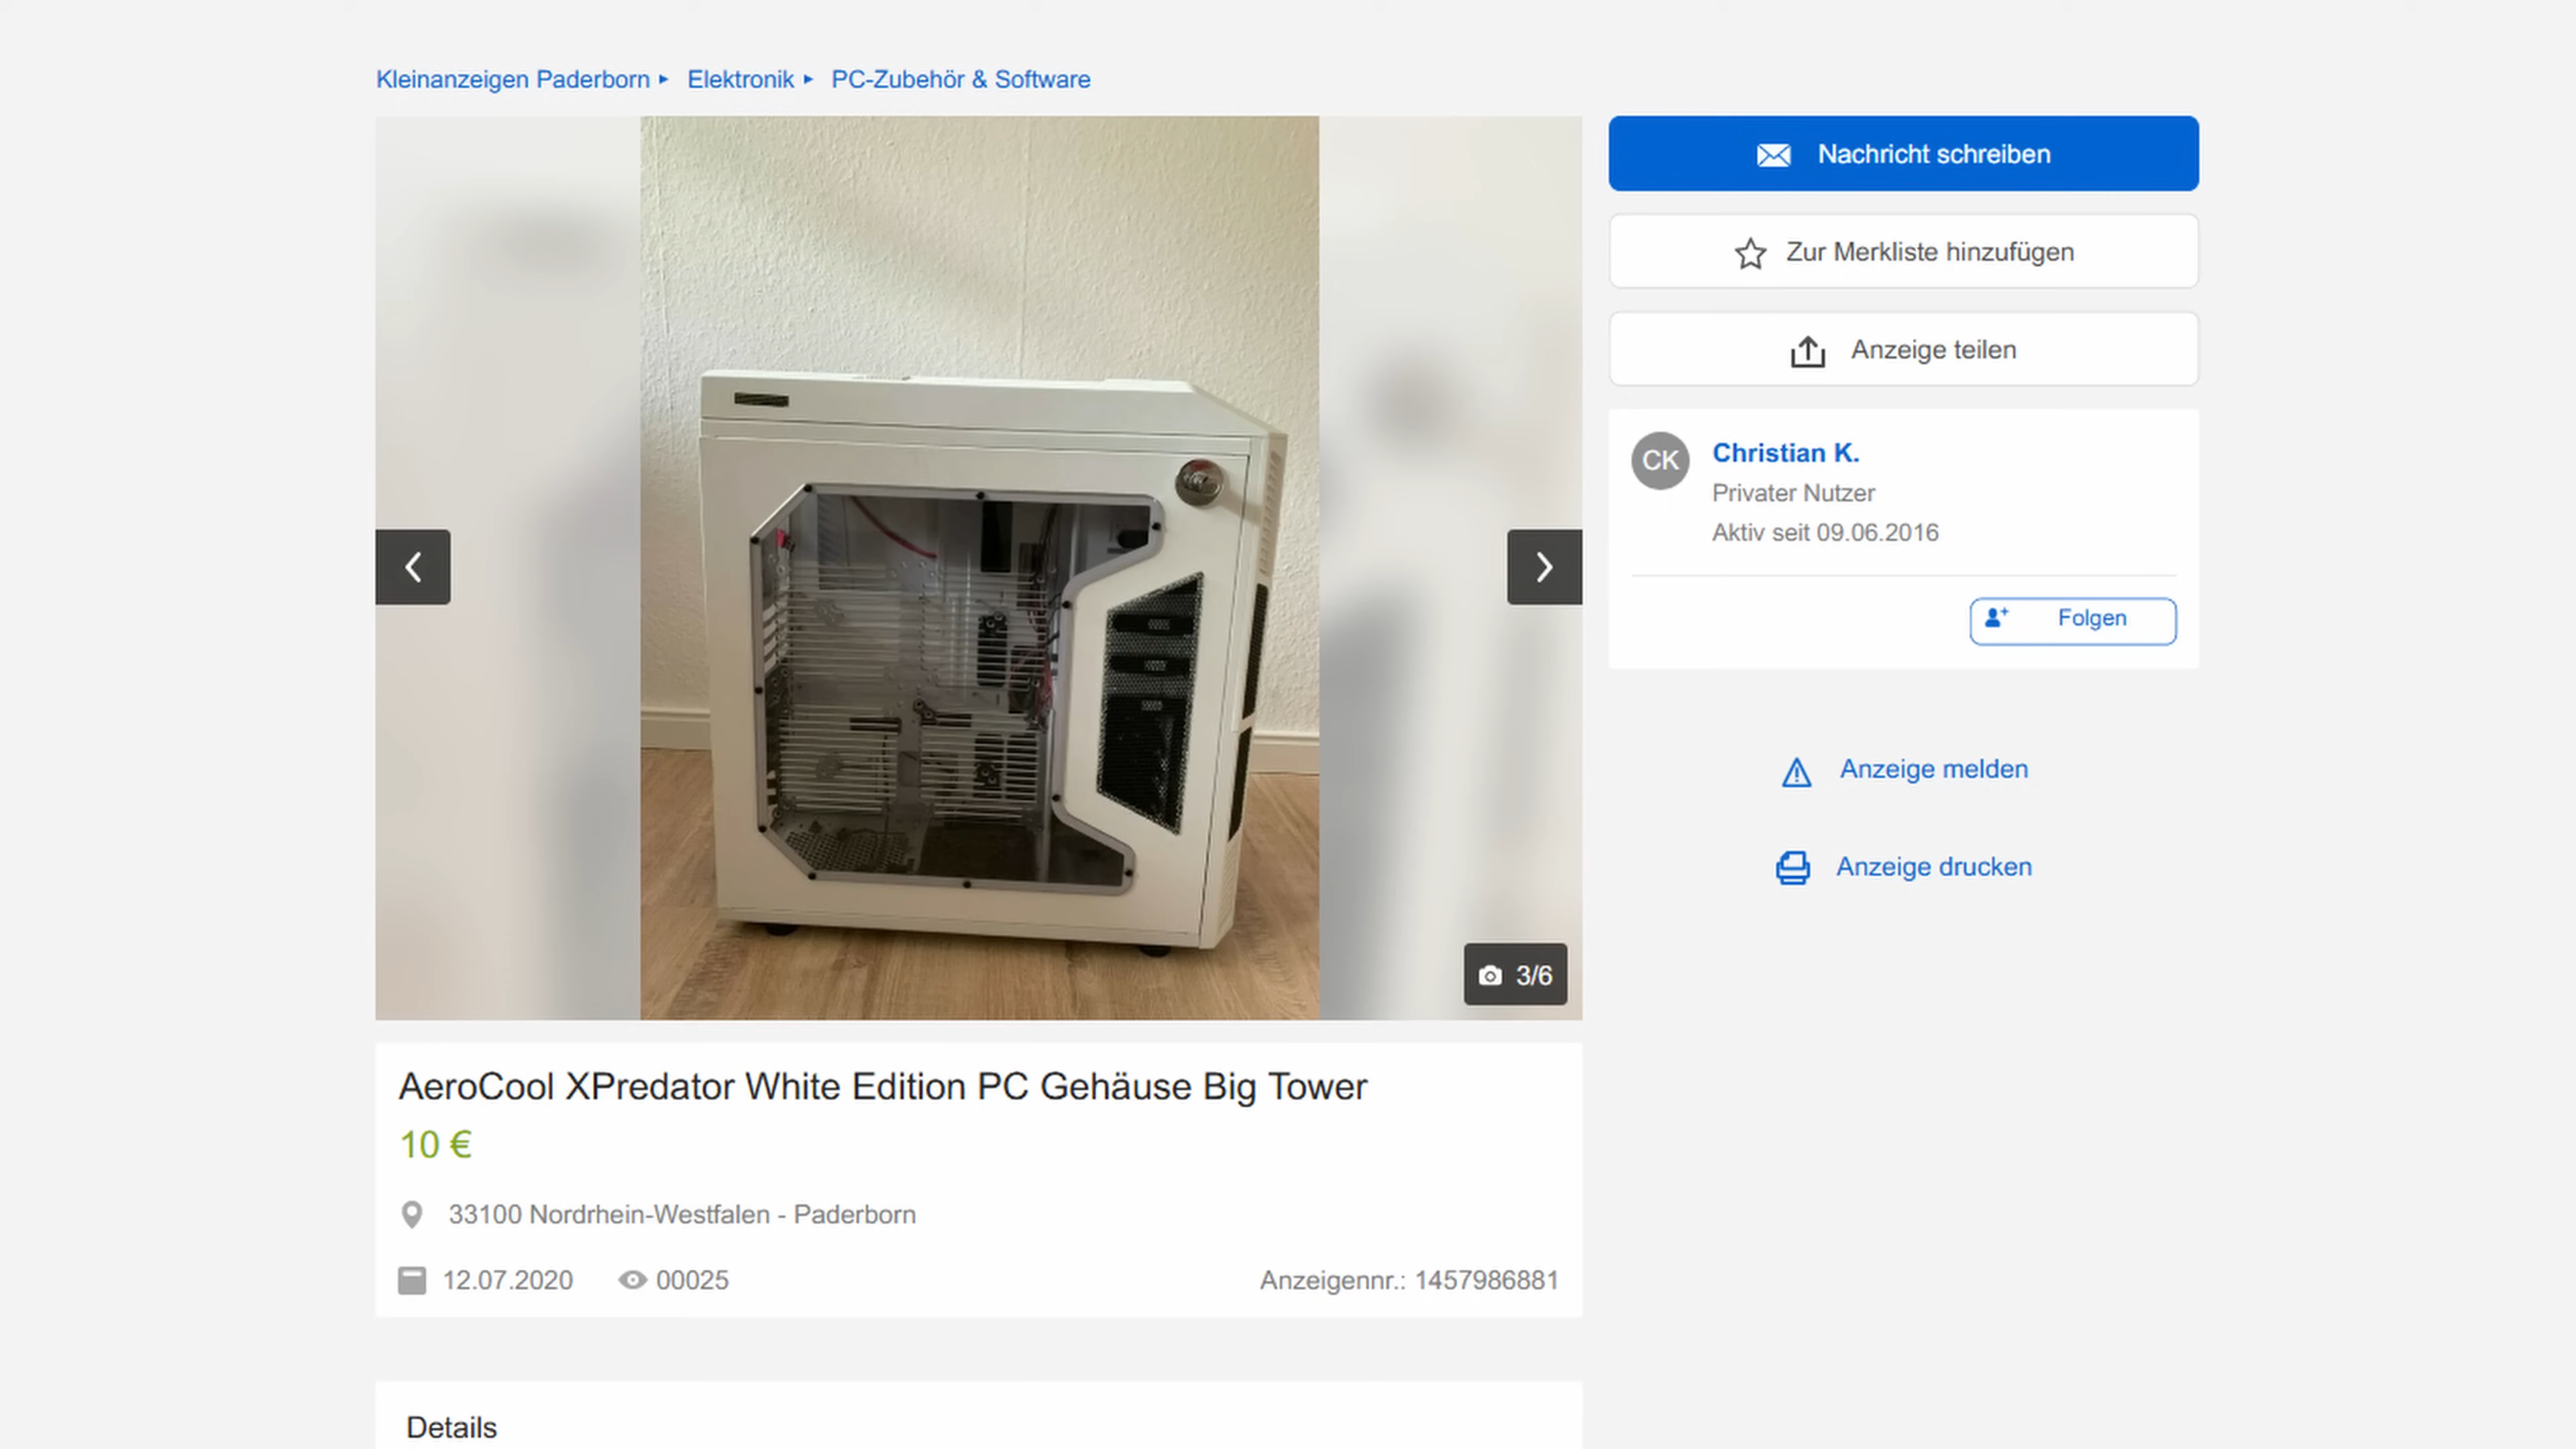 Kleinanzeigen Paderborn ▸ Elektronik ▸ PC-Zubehör & Software
Nachricht schreiben
Zur Merkliste hinzufügen
Anzeige teilen
CK
Christian K.
Privater Nutzer
Aktiv seit 09.06.2016
Folgen
Anzeige melden
Anzeige drucken
3/6
AeroCool XPredator White Edition PC Gehäuse Big Tower
10 €
33100 Nordrhein-Westfalen - Paderborn
12.07.2020 00025 Anzeigennr.: 1457986881
Details